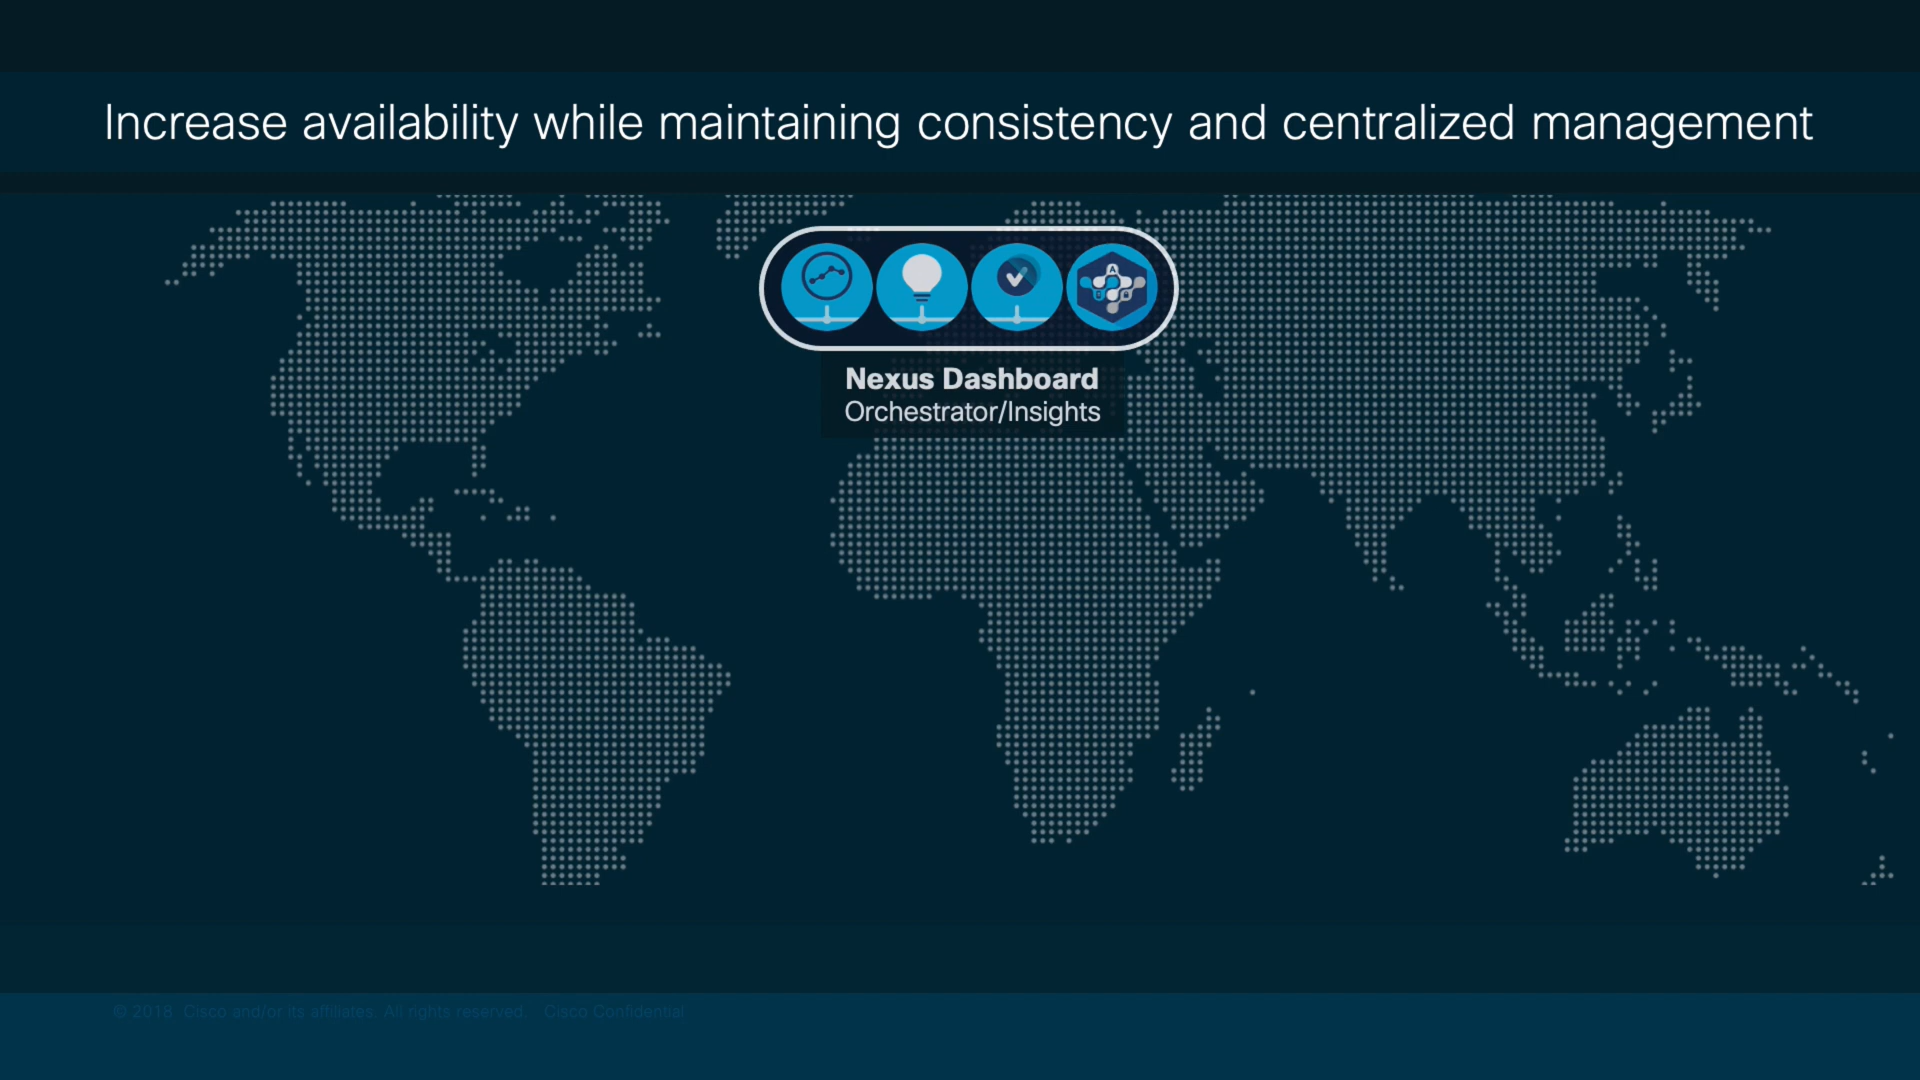 Increase availability while maintaining consistency and centralized management
Nexus Dashboard
Orchestrator/Insights
© 2018 Cisco and/or its affiliates. All rights reserved. Cisco Confidential